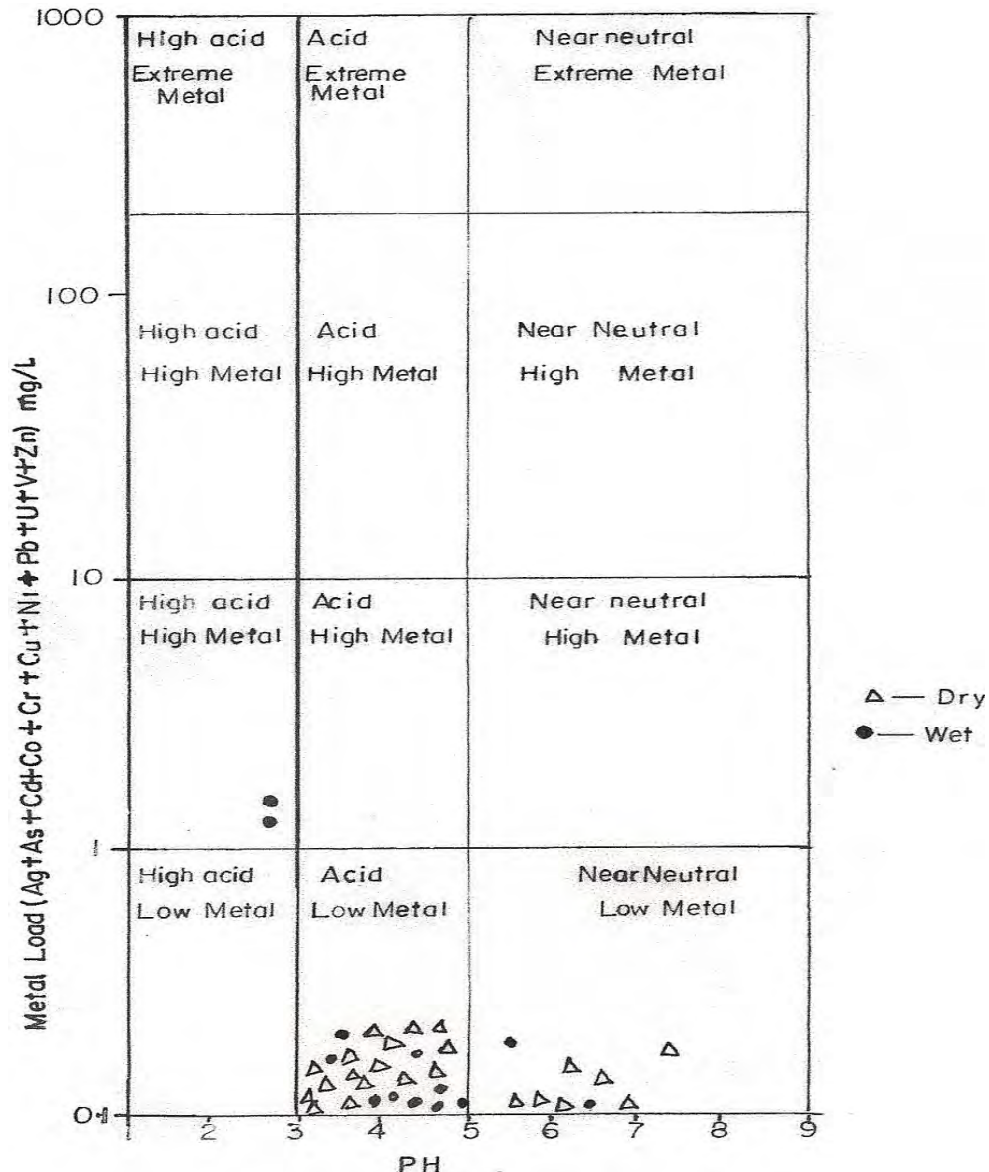 1000
High acid
Extreme
Metal
Acid
Extreme
Metal
Near neutral
Extreme Metal
100
High acid
High Metal
Acid
High Metal
Near Neutral
High Metal
10
High acid
High Metal
Acid
High Metal
Near neutral
High Metal
△ — Dry
● — Wet
1
High acid
Low Metal
Acid
Low Metal
Near Neutral
Low Metal
0.1
1 2 3 4 5 6 7 8 9
PH
Metal Load (Ag+As+Cd+Co+Cr+Cu+Ni+Pb+U+V+Zn) mg/L